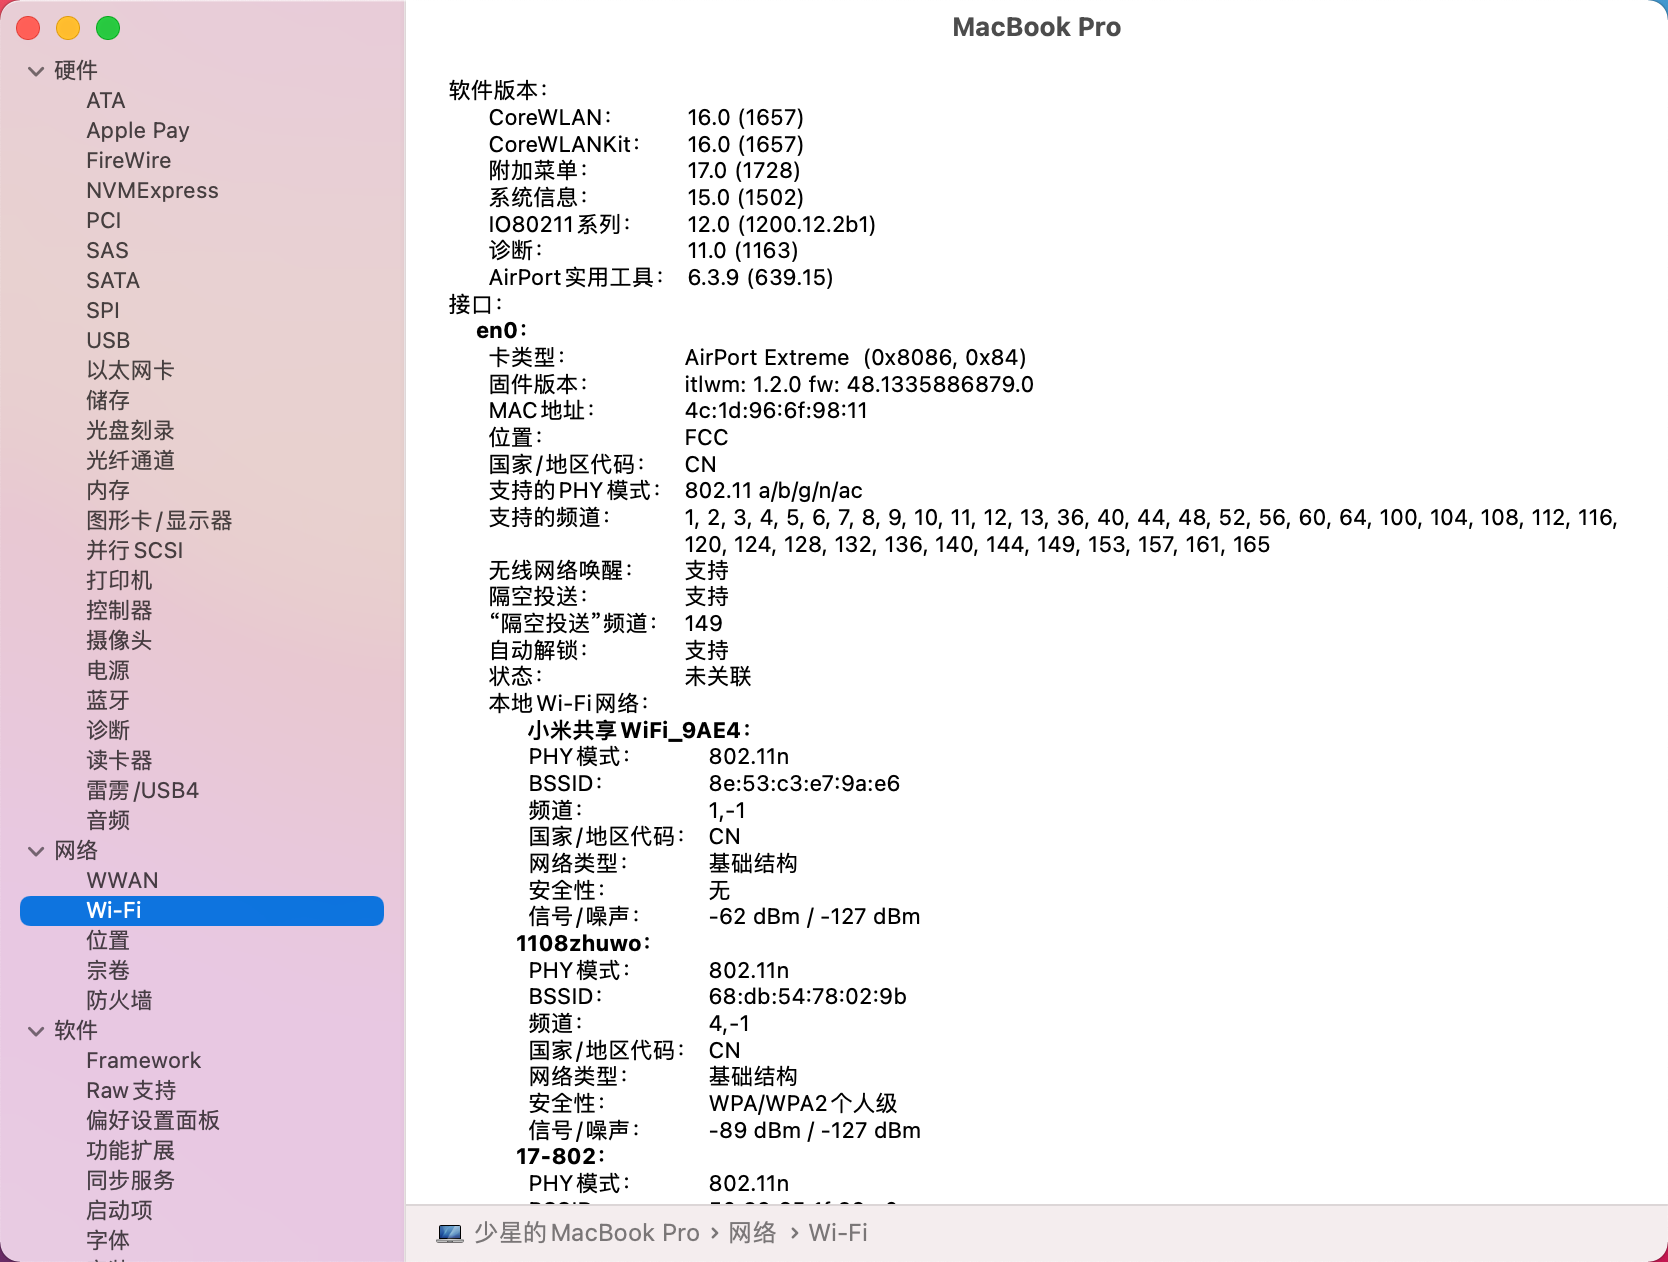 MacBook Pro
硬件
ATA
Apple Pay
FireWire
NVMExpress
PCI
SAS
SATA
SPI
USB
以太网卡
储存
光盘刻录
光纤通道
内存
图形卡/显示器
并行SCSI
打印机
控制器
摄像头
电源
蓝牙
诊断
读卡器
雷雳/USB4
音频
网络
WWAN
Wi-Fi
位置
宗卷
防火墙
软件
Framework
Raw支持
偏好设置面板
功能扩展
同步服务
启动项
字体
软件版本：
CoreWLAN： 16.0 (1657)
CoreWLANKit： 16.0 (1657)
附加菜单： 17.0 (1728)
系统信息： 15.0 (1502)
IO80211系列： 12.0 (1200.12.2b1)
诊断： 11.0 (1163)
AirPort实用工具： 6.3.9 (639.15)
接口：
en0：
卡类型： AirPort Extreme (0x8086, 0x84)
固件版本： itlwm: 1.2.0 fw: 48.1335886879.0
MAC地址： 4c:1d:96:6f:98:11
位置： FCC
国家/地区代码： CN
支持的PHY模式： 802.11 a/b/g/n/ac
支持的频道： 1, 2, 3, 4, 5, 6, 7, 8, 9, 10, 11, 12, 13, 36, 40, 44, 48, 52, 56, 60, 64, 100, 104, 108, 112, 116,
120, 124, 128, 132, 136, 140, 144, 149, 153, 157, 161, 165
无线网络唤醒： 支持
隔空投送： 支持
“隔空投送”频道： 149
自动解锁： 支持
状态： 未关联
本地Wi-Fi网络：
小米共享WiFi_9AE4：
PHY模式： 802.11n
BSSID： 8e:53:c3:e7:9a:e6
频道： 1,-1
国家/地区代码： CN
网络类型： 基础结构
安全性： 无
信号/噪声： -62 dBm / -127 dBm
1108zhuwo：
PHY模式： 802.11n
BSSID： 68:db:54:78:02:9b
频道： 4,-1
国家/地区代码： CN
网络类型： 基础结构
安全性： WPA/WPA2个人级
信号/噪声： -89 dBm / -127 dBm
17-802：
PHY模式： 802.11n
少星的MacBook Pro › 网络 › Wi-Fi